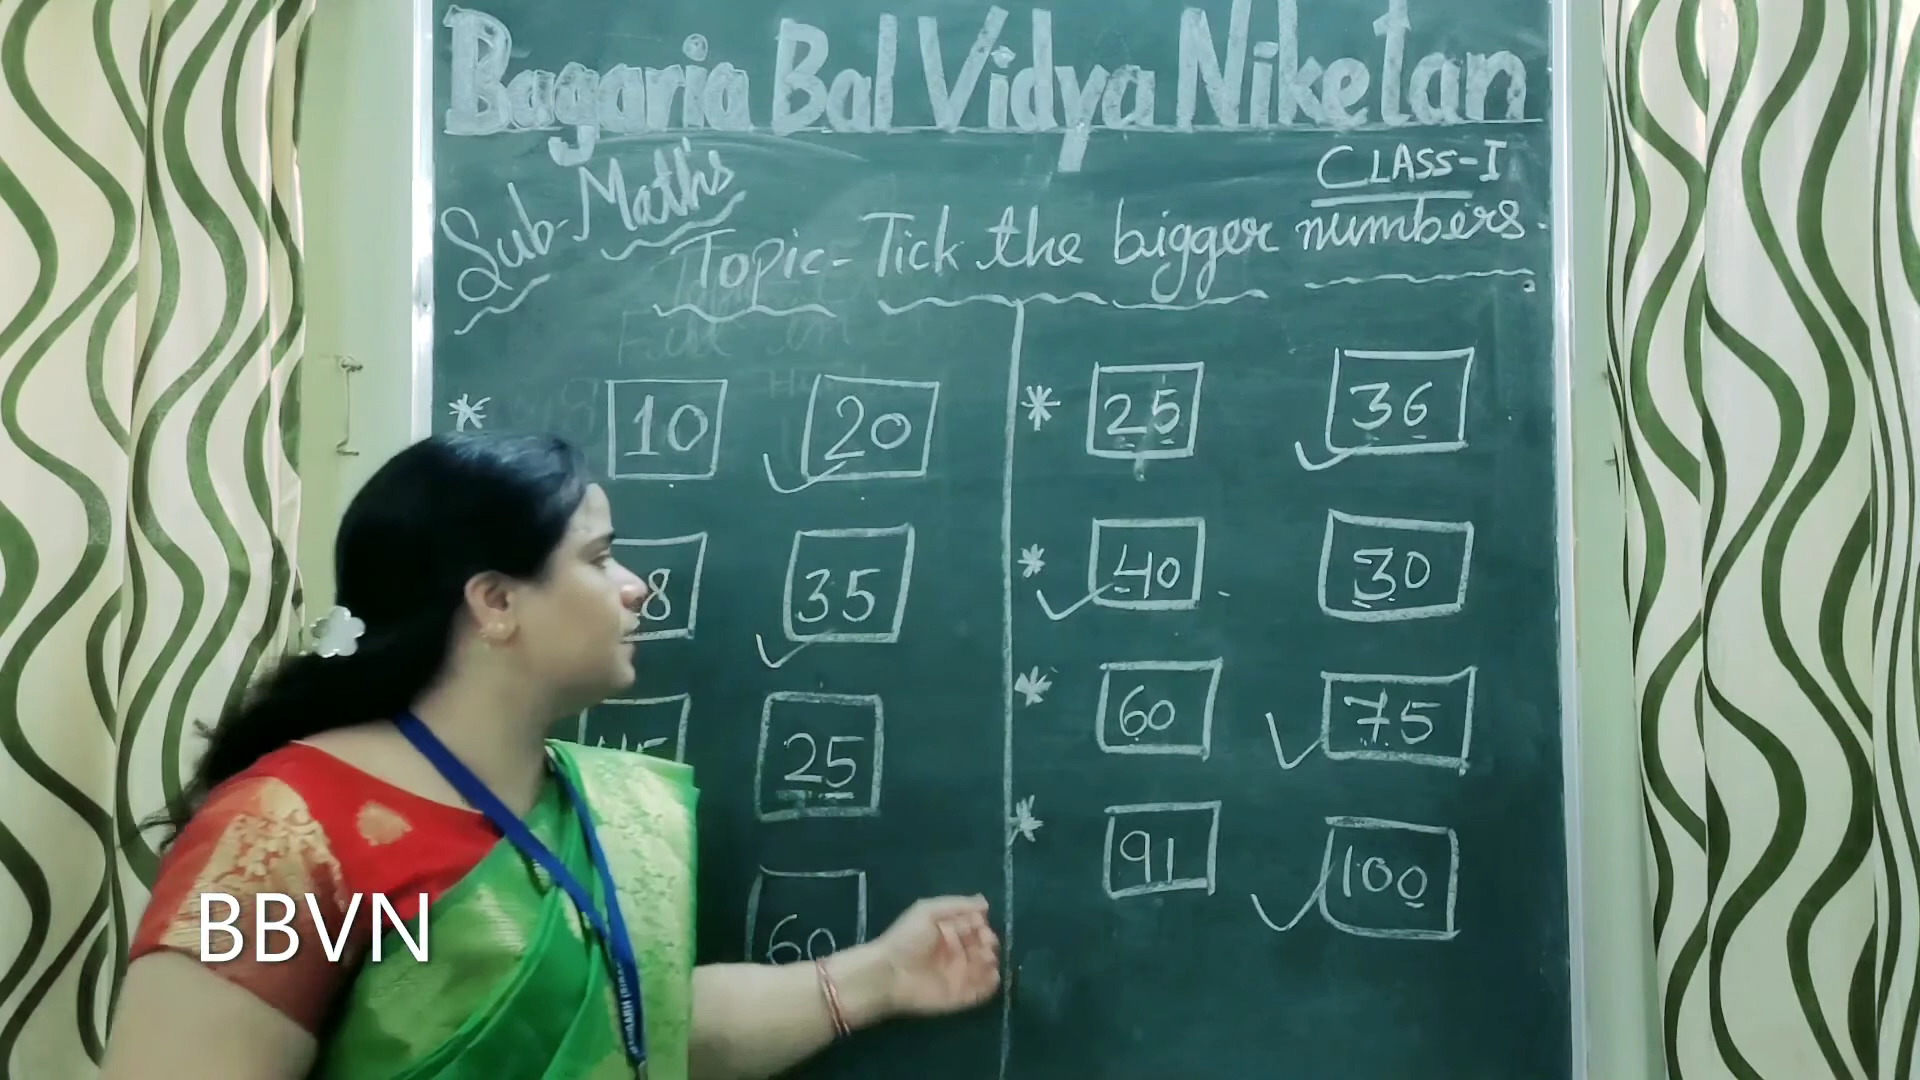 Bagaria Bal Vidya Niketan
CLASS-I
Sub-Maths
Topic-Tick the bigger numbers.
* 10 20
8 35
25
60
* 25 36
* 40 30
* 60 75
* 91 100
BBVN